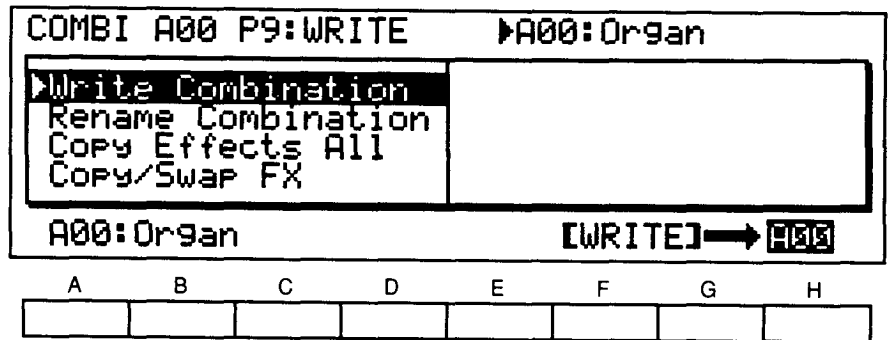 COMBI A00 P9:WRITE ▶A00:Organ
▶Write Combination
Rename Combination
Copy Effects All
Copy/Swap FX
A00:Organ [WRITE]➞A00
A B C D E F G H